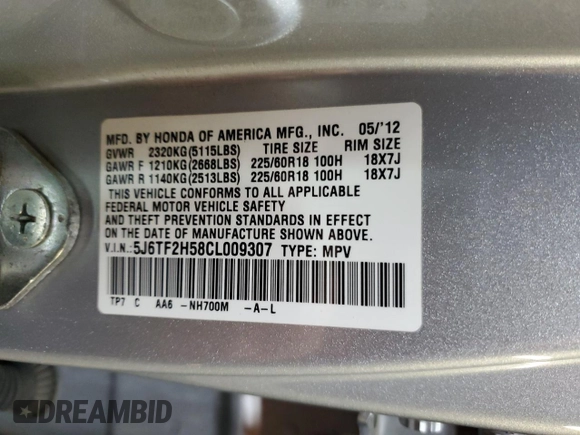 MFD. BY HONDA OF AMERICA MFG., INC. 05/'12
GVWR 2320KG(5115LBS) TIRE SIZE RIM SIZE
GAWR F 1210KG(2668LBS) 225/60R18 100H 18X7J
GAWR R 1140KG(2513LBS) 225/60R18 100H 18X7J
THIS VEHICLE CONFORMS TO ALL APPLICABLE
FEDERAL MOTOR VEHICLE SAFETY
AND THEFT PREVENTION STANDARDS IN EFFECT
ON THE DATE OF MANUFACTURE SHOWN ABOVE.
V.I.N.: 5J6TF2H58CL009307 TYPE: MPV
TP7 C AA6 -NH700M -A-L
DREAMBID